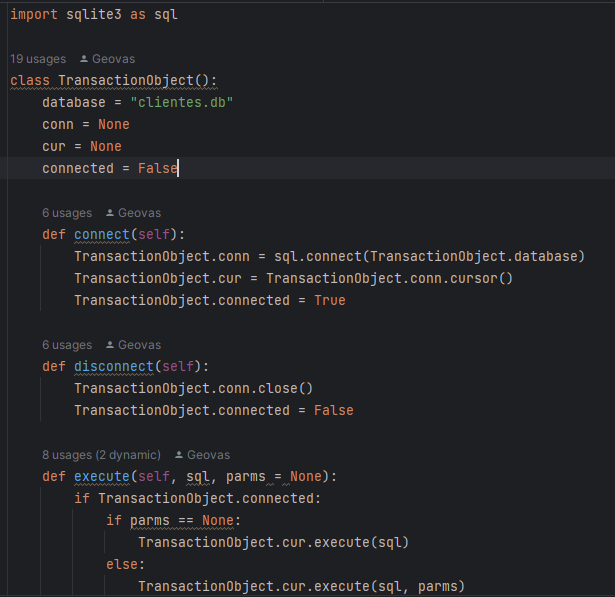 import sqlite3 as sql
19 usages Geovas
class TransactionObject():
    database = "clientes.db"
    conn = None
    cur = None
    connected = False
    6 usages Geovas
    def connect(self):
        TransactionObject.conn = sql.connect(TransactionObject.database)
        TransactionObject.cur = TransactionObject.conn.cursor()
        TransactionObject.connected = True
    6 usages Geovas
    def disconnect(self):
        TransactionObject.conn.close()
        TransactionObject.connected = False
    8 usages (2 dynamic) Geovas
    def execute(self, sql, parms = None):
        if TransactionObject.connected:
            if parms == None:
                TransactionObject.cur.execute(sql)
            else:
                TransactionObject.cur.execute(sql, parms)